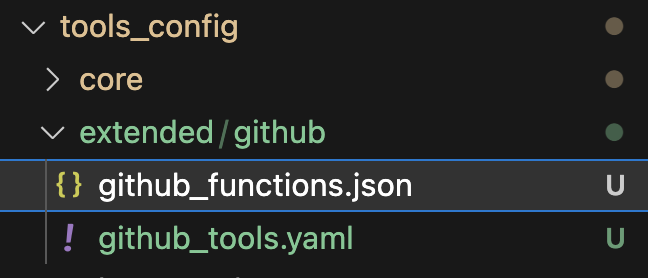 tools_config
core
extended/github
{} github_functions.json U
! github_tools.yaml U